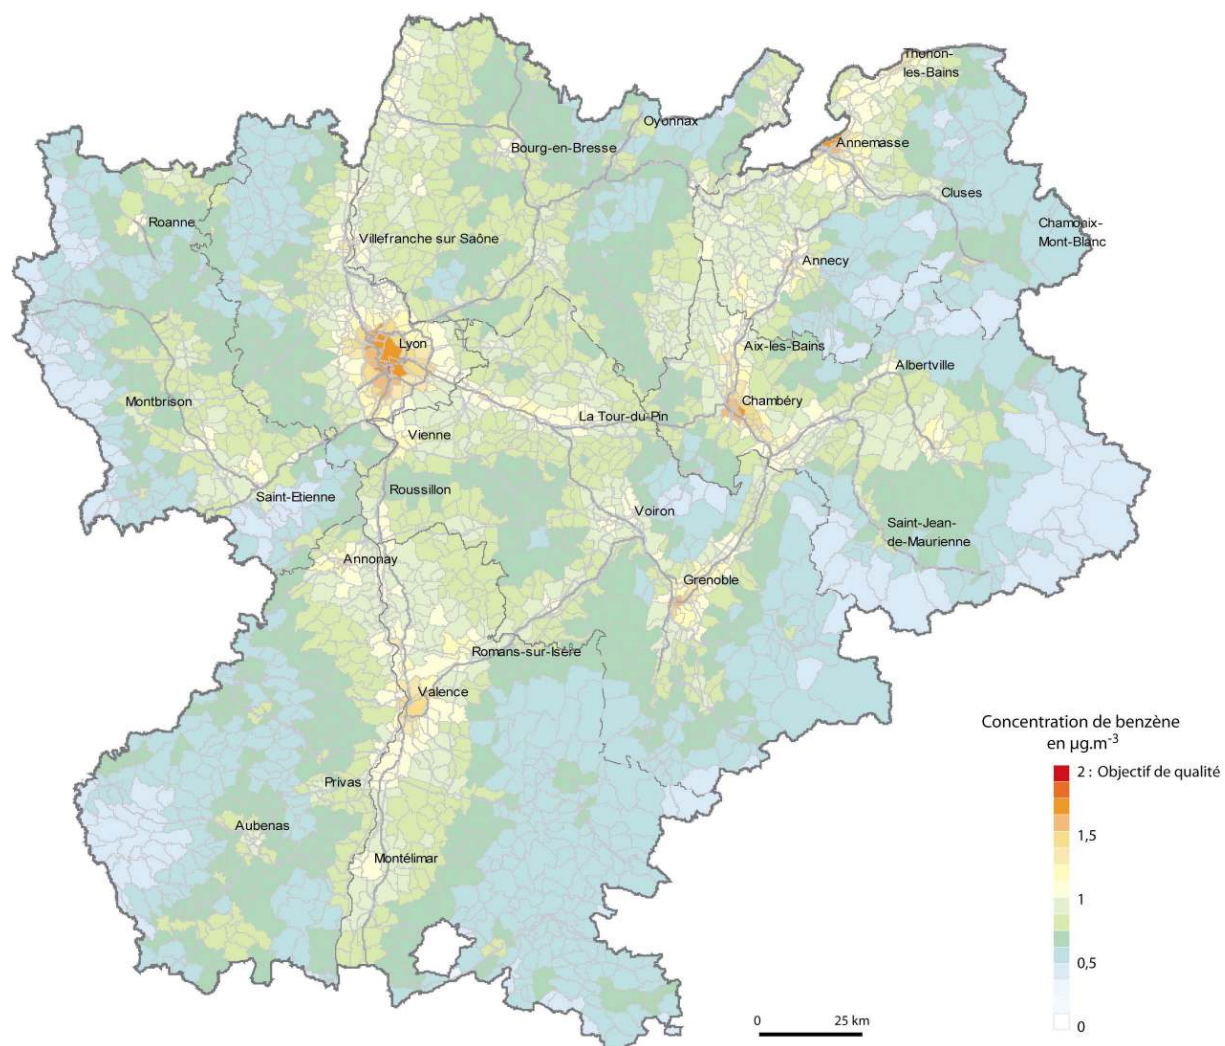 Thonon-
les-Bains
Oyonnax
Annemasse
Bourg-en-Bresse
Cluses
Roanne
Chamonix-
Mont-Blanc
Villefranche sur Saône
Annecy
Lyon
Aix-les-Bains
Albertville
Montbrison
Chambéry
La Tour-du-Pin
Vienne
Saint-Etienne
Roussillon
Voiron
Saint-Jean-
de-Maurienne
Annonay
Grenoble
Romans-sur-Isère
Valence
Privas
Aubenas
Montélimar
Concentration de benzène
en µg.m-3
2 : Objectif de qualité
1,5
1
0,5
0
0 25 km